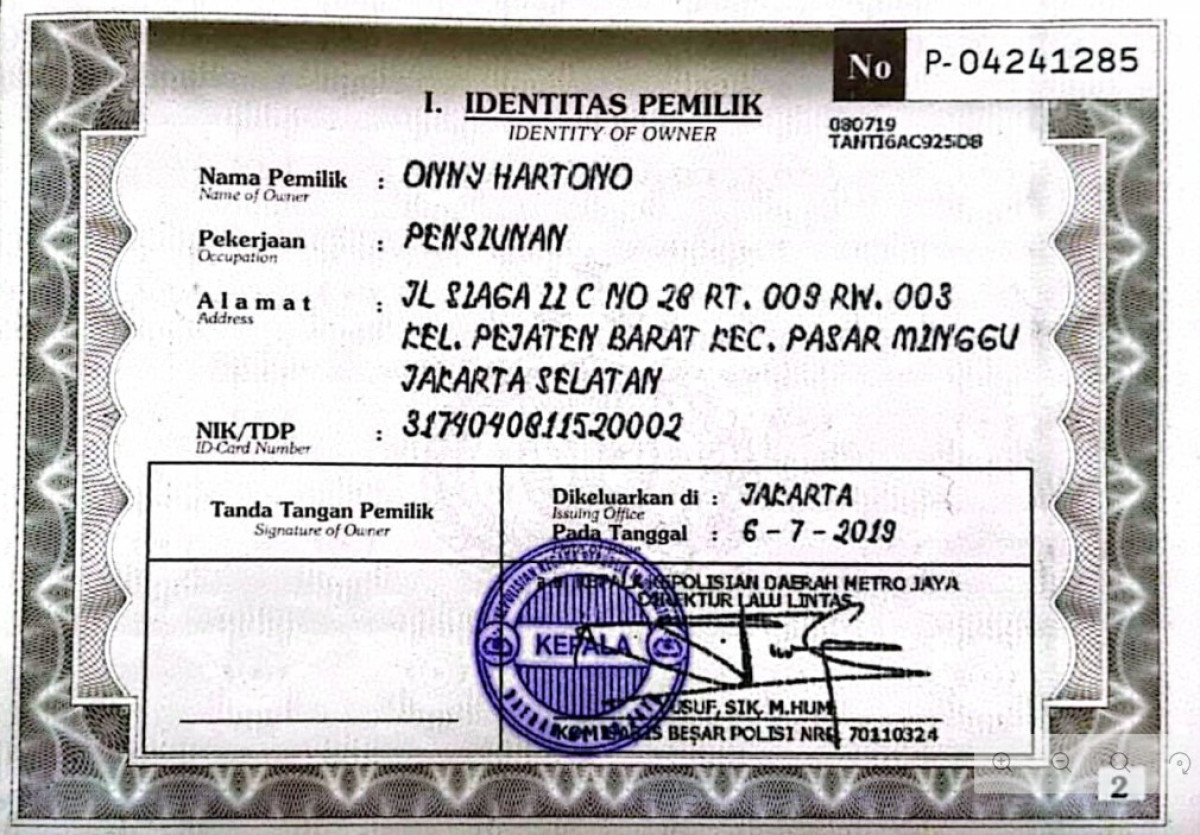 No P-04241285
I. IDENTITAS PEMILIK
IDENTITY OF OWNER
080719
TANTI6AC925D8
Nama Pemilik : ONNY HARTONO
Name of Owner
Pekerjaan : PENSIUNAN
Occupation
Alamat : JL SIAGA II C NO 28 RT. 009 RW. 003
Address
KEL. PEJATEN BARAT KEC. PASAR MINGGU
JAKARTA SELATAN
NIK/TDP : 3174040811520002
ID-Card Number
Tanda Tangan Pemilik
Signature of Owner
Dikeluarkan di : JAKARTA
Issuing Office
Pada Tanggal : 6 - 7 - 2019
KEPALA KEPOLISIAN DAERAH METRO JAYA
DIREKTUR LALU LINTAS
KEPALA
YUSUF, SIK, M.HUM
KOMISARIS BESAR POLISI NRP. 70110324
2